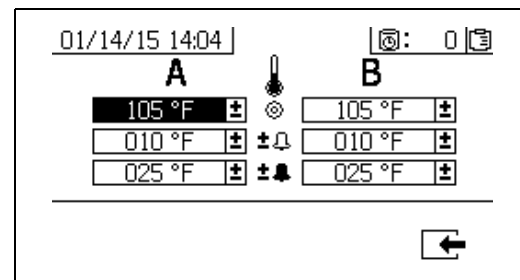 01/14/15 14:04 : 0
A B
105 °F ± 105 °F ±
010 °F ± ± 010 °F ±
025 °F ± ± 025 °F ±